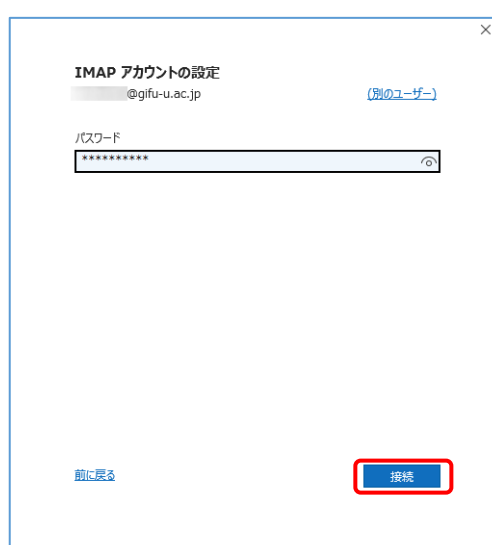 IMAP アカウントの設定
@gifu-u.ac.jp
(別のユーザー)
パスワード
**********
前に戻る
接続